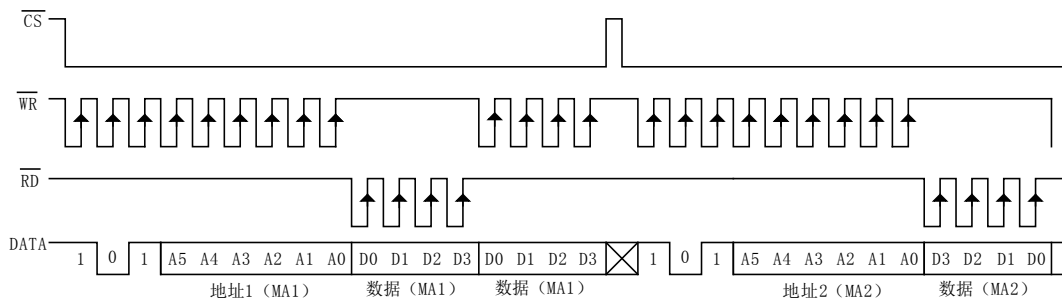 CS
WR
RD
DATA 1 0 1 A5 A4 A3 A2 A1 A0 D0 D1 D2 D3 D0 D1 D2 D3 1 0 1 A5 A4 A3 A2 A1 A0 D3 D2 D1 D0
地址1（MA1） 数据（MA1） 数据（MA1） 地址2（MA2） 数据（MA2）